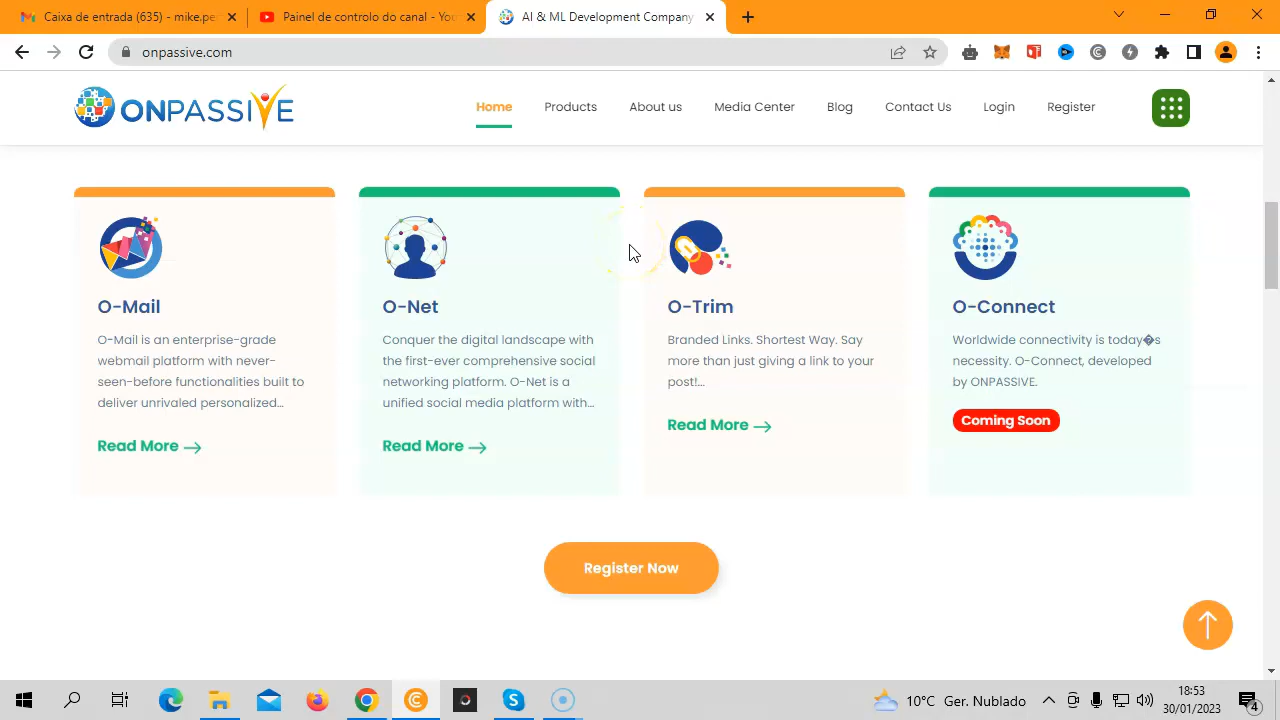 Caixa de entrada (635) - mike.pe
Painel de controlo do canal - You
AI & ML Development Company
onpassive.com
ONPASSIVE
Home
Products
About us
Media Center
Blog
Contact Us
Login
Register
O-Mail
O-Mail is an enterprise-grade
webmail platform with never-
seen-before functionalities built to
deliver unrivaled personalized...
Read More
O-Net
Conquer the digital landscape with
the first-ever comprehensive social
networking platform. O-Net is a
unified social media platform with...
Read More
O-Trim
Branded Links. Shortest Way. Say
more than just giving a link to your
post!...
Read More
O-Connect
Worldwide connectivity is today�s
necessity. O-Connect, developed
by ONPASSIVE.
Coming Soon
Register Now
10°C Ger. Nublado
18:53
30/01/2023
4